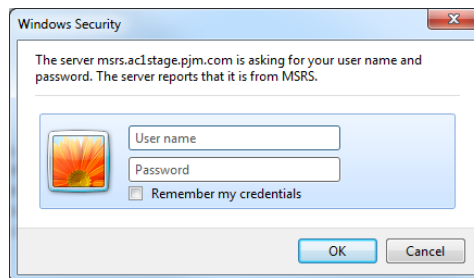 Windows Security
The server msrs.ac1stage.pjm.com is asking for your user name and
password. The server reports that it is from MSRS.
User name
Password
Remember my credentials
OK
Cancel